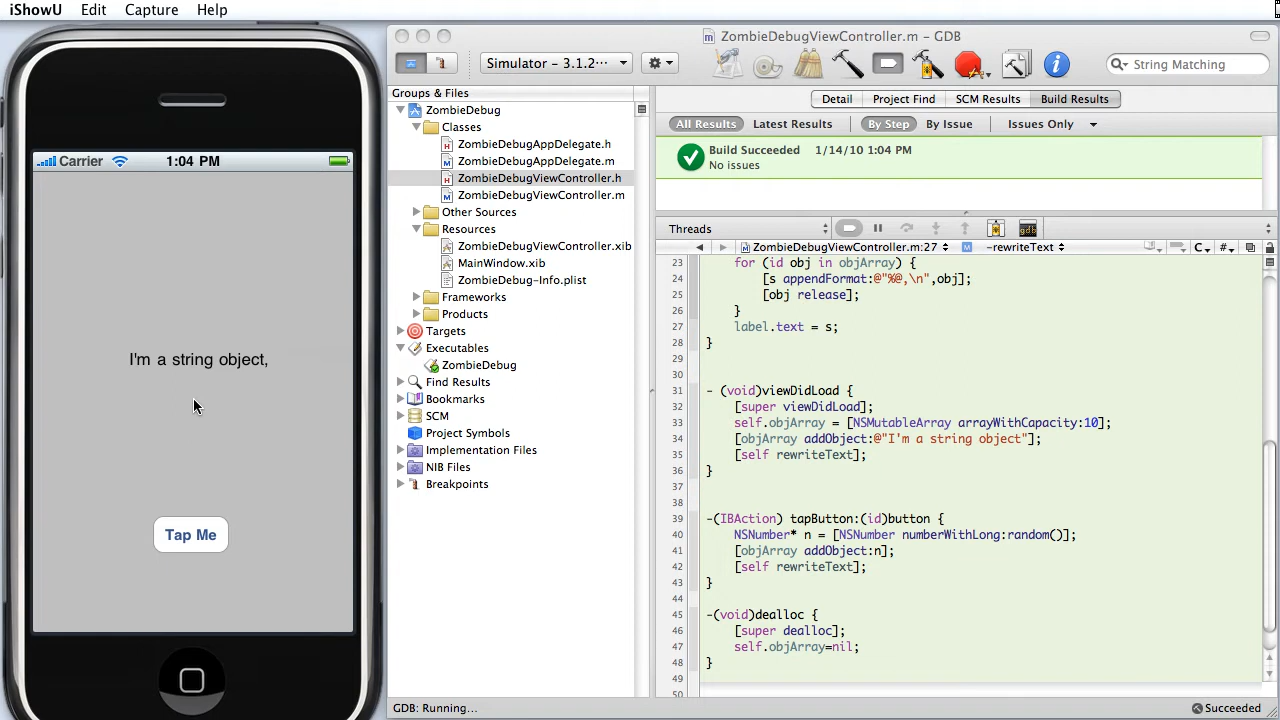 iShowU Edit Capture Help
ZombieDebugViewController.m - GDB
Simulator - 3.1.2...
String Matching
Groups & Files
Detail Project Find SCM Results Build Results
All Results Latest Results By Step By Issue Issues Only
Build Succeeded 1/14/10 1:04 PM
No issues
ZombieDebug
Classes
ZombieDebugAppDelegate.h
ZombieDebugAppDelegate.m
ZombieDebugViewController.h
ZombieDebugViewController.m
Other Sources
Resources
ZombieDebugViewController.xib
MainWindow.xib
ZombieDebug-Info.plist
Frameworks
Products
Targets
Executables
ZombieDebug
Find Results
Bookmarks
SCM
Project Symbols
Implementation Files
NIB Files
Breakpoints
Carrier 1:04 PM
I'm a string object,
Tap Me
Threads
gdb
ZombieDebugViewController.m:27 -rewriteText
C
#
23 for (id obj in objArray) {
24 [s appendFormat:@"%@,\n",obj];
25 [obj release];
26 }
27 label.text = s;
28 }
29
30
31 - (void)viewDidLoad {
32 [super viewDidLoad];
33 self.objArray = [NSMutableArray arrayWithCapacity:10];
34 [objArray addObject:@"I'm a string object"];
35 [self rewriteText];
36 }
37
38
39 -(IBAction) tapButton:(id)button {
40 NSNumber* n = [NSNumber numberWithLong:random()];
41 [objArray addObject:n];
42 [self rewriteText];
43 }
44
45 -(void)dealloc {
46 [super dealloc];
47 self.objArray=nil;
48 }
49
50
GDB: Running...
Succeeded